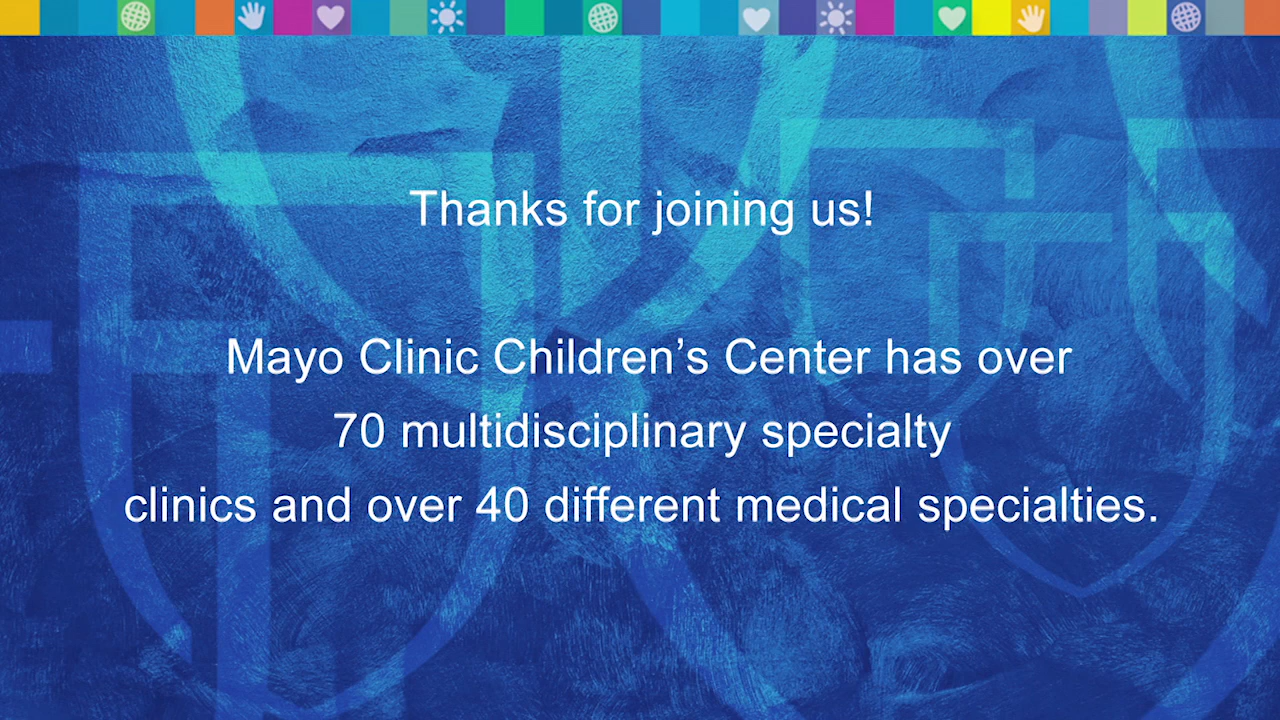 Thanks for joining us!
Mayo Clinic Children’s Center has over
70 multidisciplinary specialty
clinics and over 40 different medical specialties.